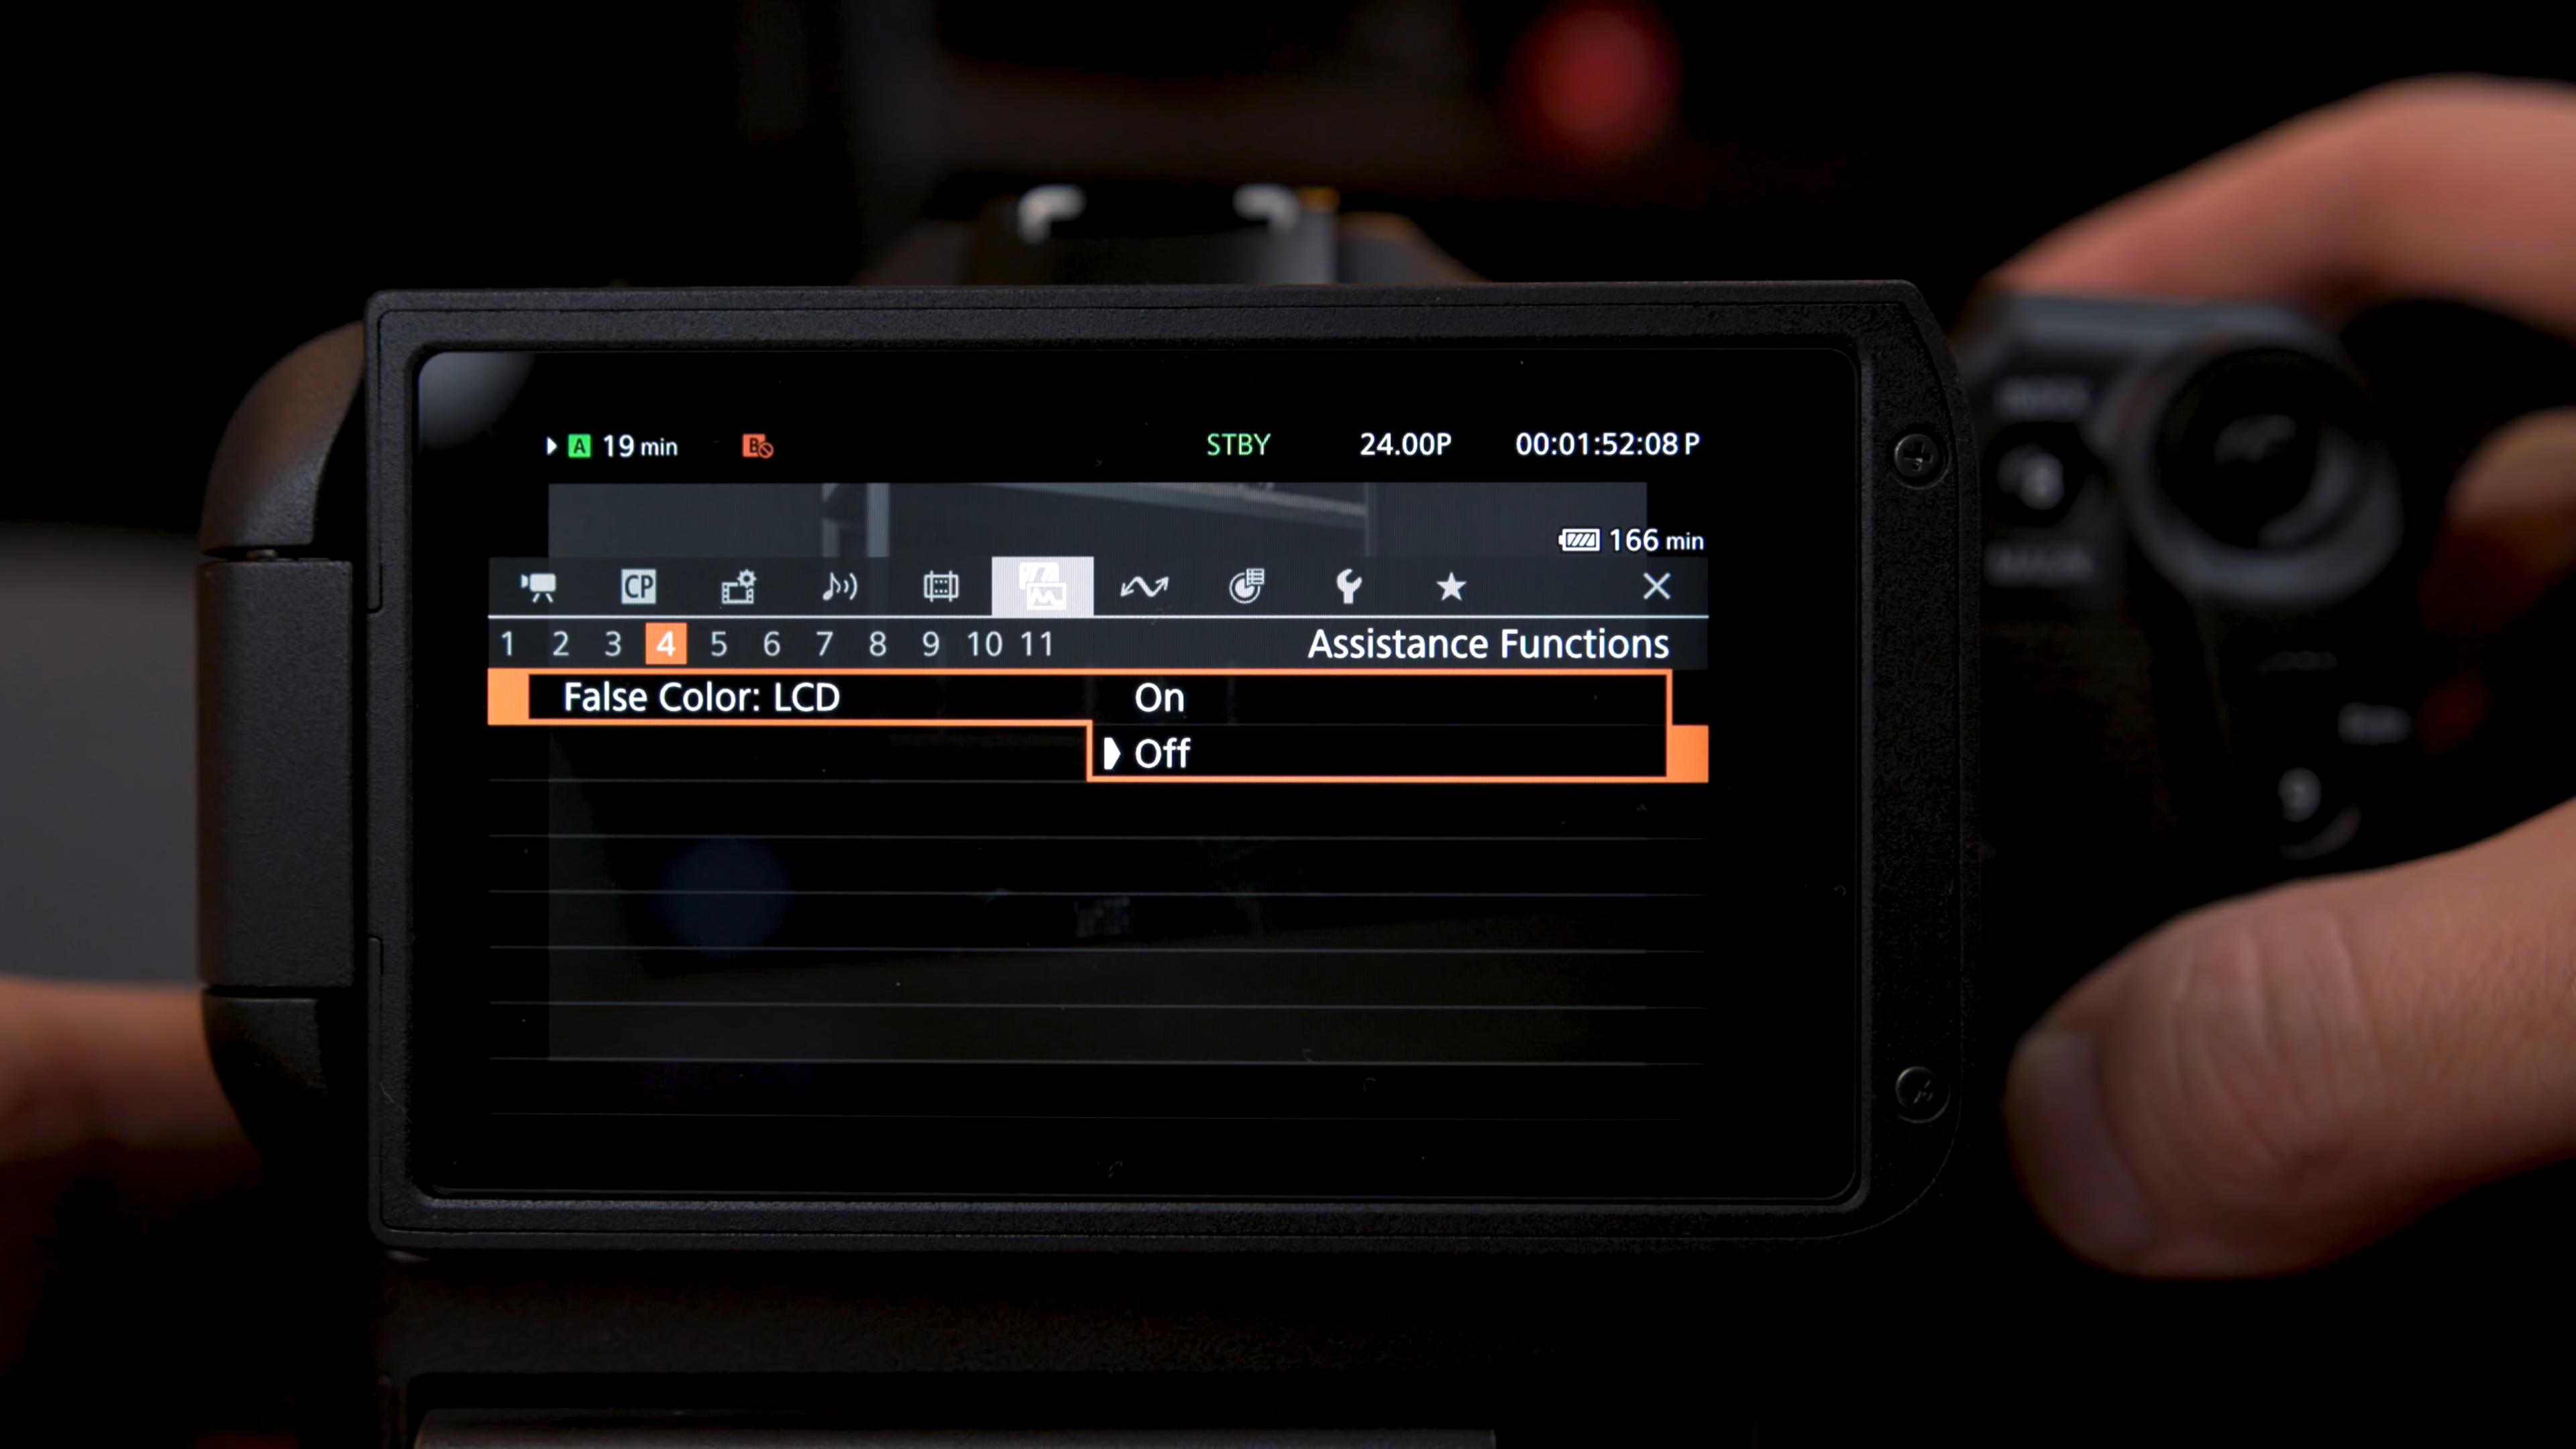 A 19 min B STBY 24.00P 00:01:52:08 P
166 min
CP
1 2 3 4 5 6 7 8 9 10 11 Assistance Functions
False Color: LCD On
Off